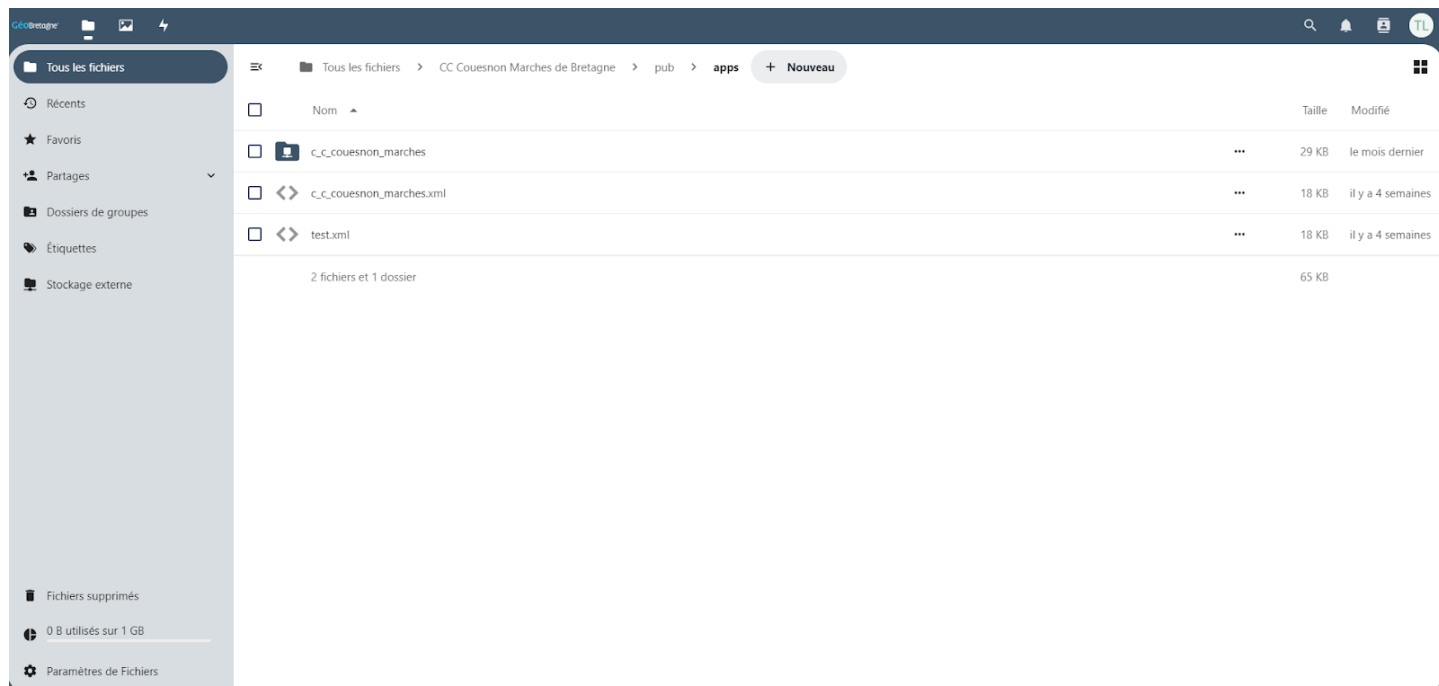 GéoBretagne
TL
Tous les fichiers
Récents
Favoris
Partages
Dossiers de groupes
Étiquettes
Stockage externe
Fichiers supprimés
0 B utilisés sur 1 GB
Paramètres de Fichiers
Tous les fichiers > CC Couesnon Marches de Bretagne > pub > apps + Nouveau
Nom Taille Modifié
c_c_couesnon_marches ••• 29 KB le mois dernier
c_c_couesnon_marches.xml ••• 18 KB il y a 4 semaines
test.xml ••• 18 KB il y a 4 semaines
2 fichiers et 1 dossier 65 KB